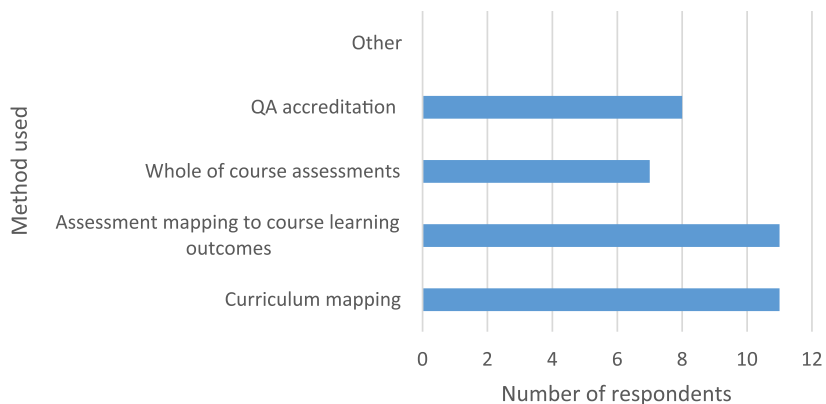 Other
QA accreditation
Whole of course assessments
Assessment mapping to course learning
outcomes
Curriculum mapping
Method used
0 2 4 6 8 10 12
Number of respondents